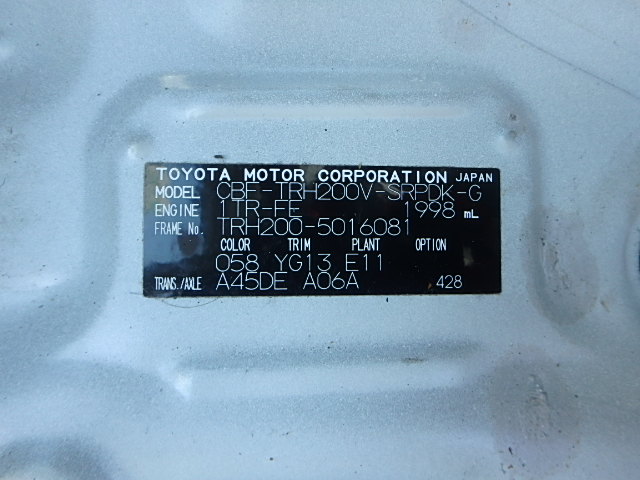 TOYOTA MOTOR CORPORATION JAPAN
MODEL CBF-TRH200V-SRPDK-G
ENGINE 1TR-FE 1998 mL
FRAME No. TRH200-5016081
COLOR TRIM PLANT OPTION
058 YG13 E11
TRANS./AXLE A45DE A06A 428